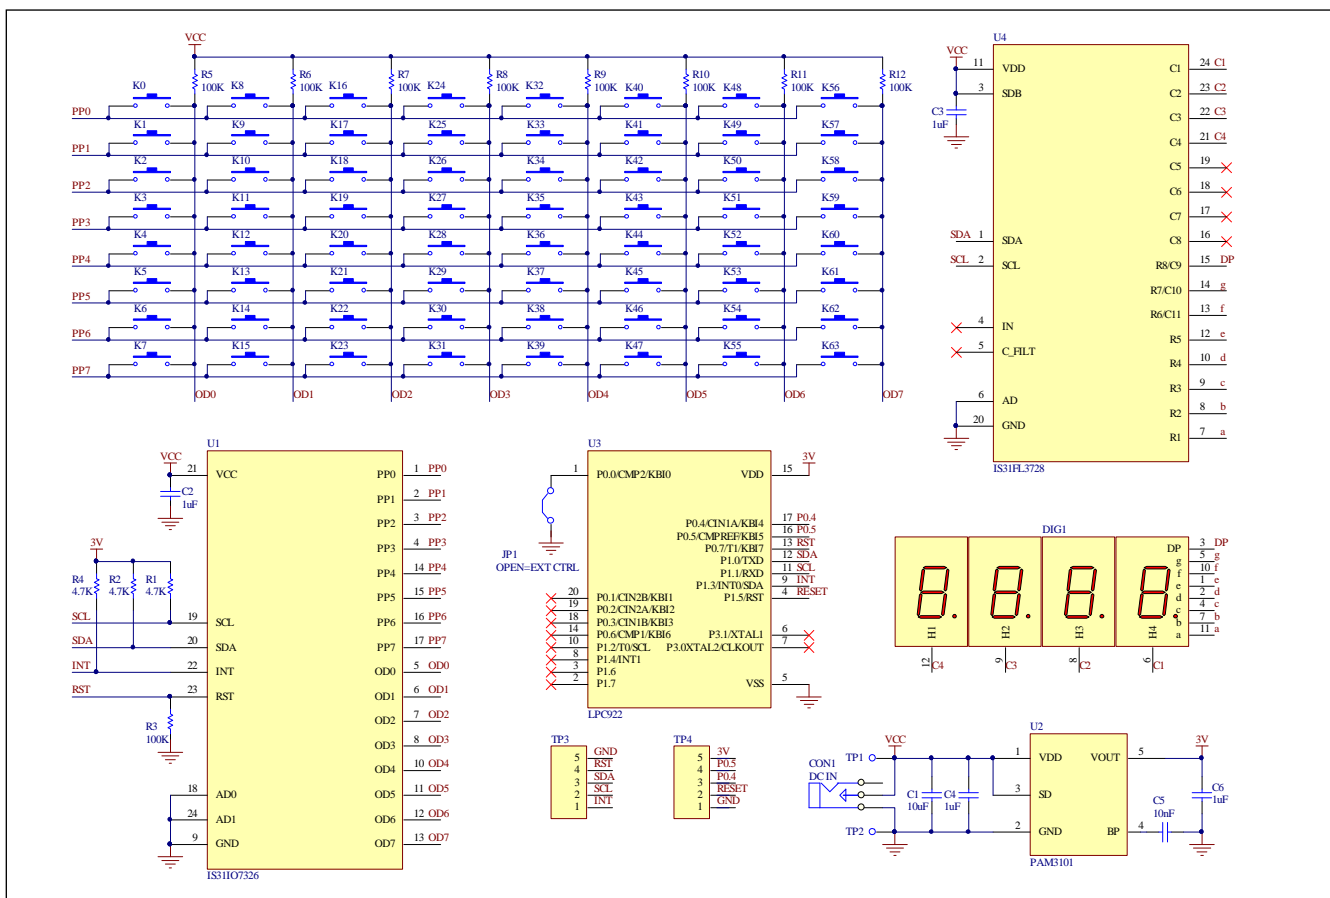 VCC
R5 R6 R7 R8 R9 R10 R11 R12
100K 100K 100K 100K 100K 100K 100K 100K
K0 K8 K16 K24 K32 K40 K48 K56
PP0
K1 K9 K17 K25 K33 K41 K49 K57
PP1
K2 K10 K18 K26 K34 K42 K50 K58
PP2
K3 K11 K19 K27 K35 K43 K51 K59
PP3
K4 K12 K20 K28 K36 K44 K52 K60
PP4
K5 K13 K21 K29 K37 K45 K53 K61
PP5
K6 K14 K22 K30 K38 K46 K54 K62
PP6
K7 K15 K23 K31 K39 K47 K55 K63
PP7
OD0 OD1 OD2 OD3 OD4 OD5 OD6 OD7
U4
VCC
C3
1uF
11 VDD
3 SDB
SDA 1 SDA
SCL 2 SCL
4 IN
5 C_FILT
6 AD
20 GND
C1 24 C1
C2 23 C2
C3 22 C3
C4 21 C4
C5 19
C6 18
C7 17
C8 16
R8/C9 15 DP
R7/C10 14 g
R6/C11 13 f
R5 12 e
R4 10 d
R3 9 c
R2 8 b
R1 7 a
IS31FL3728
U1
VCC
C2
1uF
3V
R4 R2 R1
4.7K 4.7K 4.7K
21 VCC
SCL 19 SCL
SDA 20 SDA
INT 22 INT
RST 23 RST
R3
100K
18 AD0
24 AD1
9 GND
PP0 1 PP0
PP1 2 PP1
PP2 3 PP2
PP3 4 PP3
PP4 14 PP4
PP5 15 PP5
PP6 16 PP6
PP7 17 PP7
OD0 5 OD0
OD1 6 OD1
OD2 7 OD2
OD3 8 OD3
OD4 10 OD4
OD5 11 OD5
OD6 12 OD6
OD7 13 OD7
IS31IO7326
U3
1 P0.0/CMP2/KBI0
JP1
OPEN=EXT CTRL
20 P0.1/CIN2B/KBI1
19 P0.2/CIN2A/KBI2
18 P0.3/CIN1B/KBI3
14 P0.6/CMP1/KBI6
10 P1.2/T0/SCL
8 P1.4/INT1
3 P1.6
2 P1.7
3V
VDD 15
P0.4/CIN1A/KBI4 17 P0.4
P0.5/CMPREF/KBI5 16 P0.5
P0.7/T1/KBI7 13 RST
P1.0/TXD 12 SDA
P1.1/RXD 11 SCL
P1.3/INT0/SDA 9 INT
P1.5/RST 4 RESET
P3.1/XTAL1 6
P3.0XTAL2/CLKOUT 7
VSS 5
LPC922
DIG1
DP 3 DP
g 5 g
f 10 f
e 1 e
d 2 d
c 4 c
b 7 b
a 11 a
H1 H2 H3 H4
12 9 8 6
C4 C3 C2 C1
TP3
5 GND
4 RST
3 SDA
2 SCL
1 INT
TP4
5 3V
4 P0.5
3 P0.4
2 RESET
1 GND
TP1
CON1
DC IN
TP2
VCC
C1
10uF
C4
1uF
U2
1 VDD
3 SD
2 GND
VOUT 5
BP 4
PAM3101
C5
10nF
3V
C6
1uF